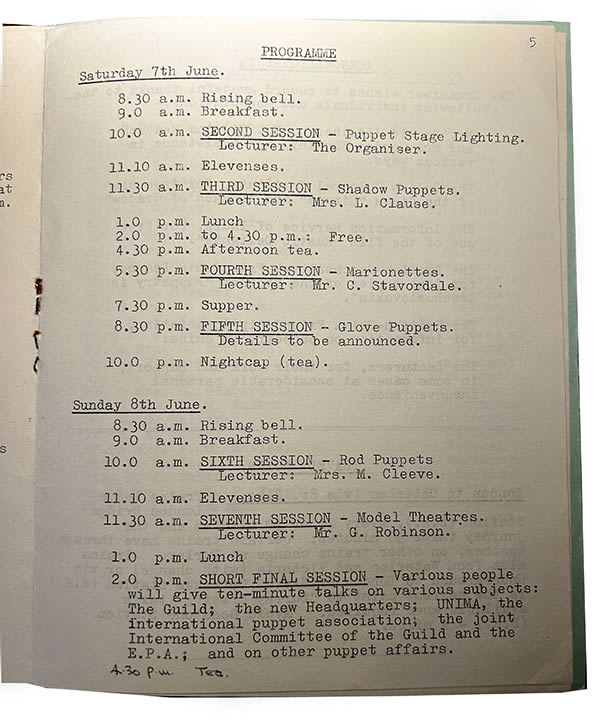 5
PROGRAMME
Saturday 7th June.
8.30 a.m. Rising bell.
9.0 a.m. Breakfast.
10.0 a.m. SECOND SESSION - Puppet Stage Lighting.
Lecturer: The Organiser.
11.10 a.m. Elevenses.
11.30 a.m. THIRD SESSION - Shadow Puppets.
Lecturer: Mrs. L. Clause.
1.0 p.m. Lunch
2.0 p.m. to 4.30 p.m.: Free.
4.30 p.m. Afternoon tea.
5.30 p.m. FOURTH SESSION - Marionettes.
Lecturer: Mr. C. Stavordale.
7.30 p.m. Supper.
8.30 p.m. FIFTH SESSION - Glove Puppets.
Details to be announced.
10.0 p.m. Nightcap (tea).
Sunday 8th June.
8.30 a.m. Rising bell.
9.0 a.m. Breakfast.
10.0 a.m. SIXTH SESSION - Rod Puppets
Lecturer: Mrs. M. Cleeve.
11.10 a.m. Elevenses.
11.30 a.m. SEVENTH SESSION - Model Theatres.
Lecturer: Mr. G. Robinson.
1.0 p.m. Lunch
2.0 p.m. SHORT FINAL SESSION - Various people
will give ten-minute talks on various subjects:
The Guild; the new Headquarters; UNIMA, the
international puppet association; the joint
International Committee of the Guild and the
E.P.A.; and on other puppet affairs.
4.30 p.m. Tea.